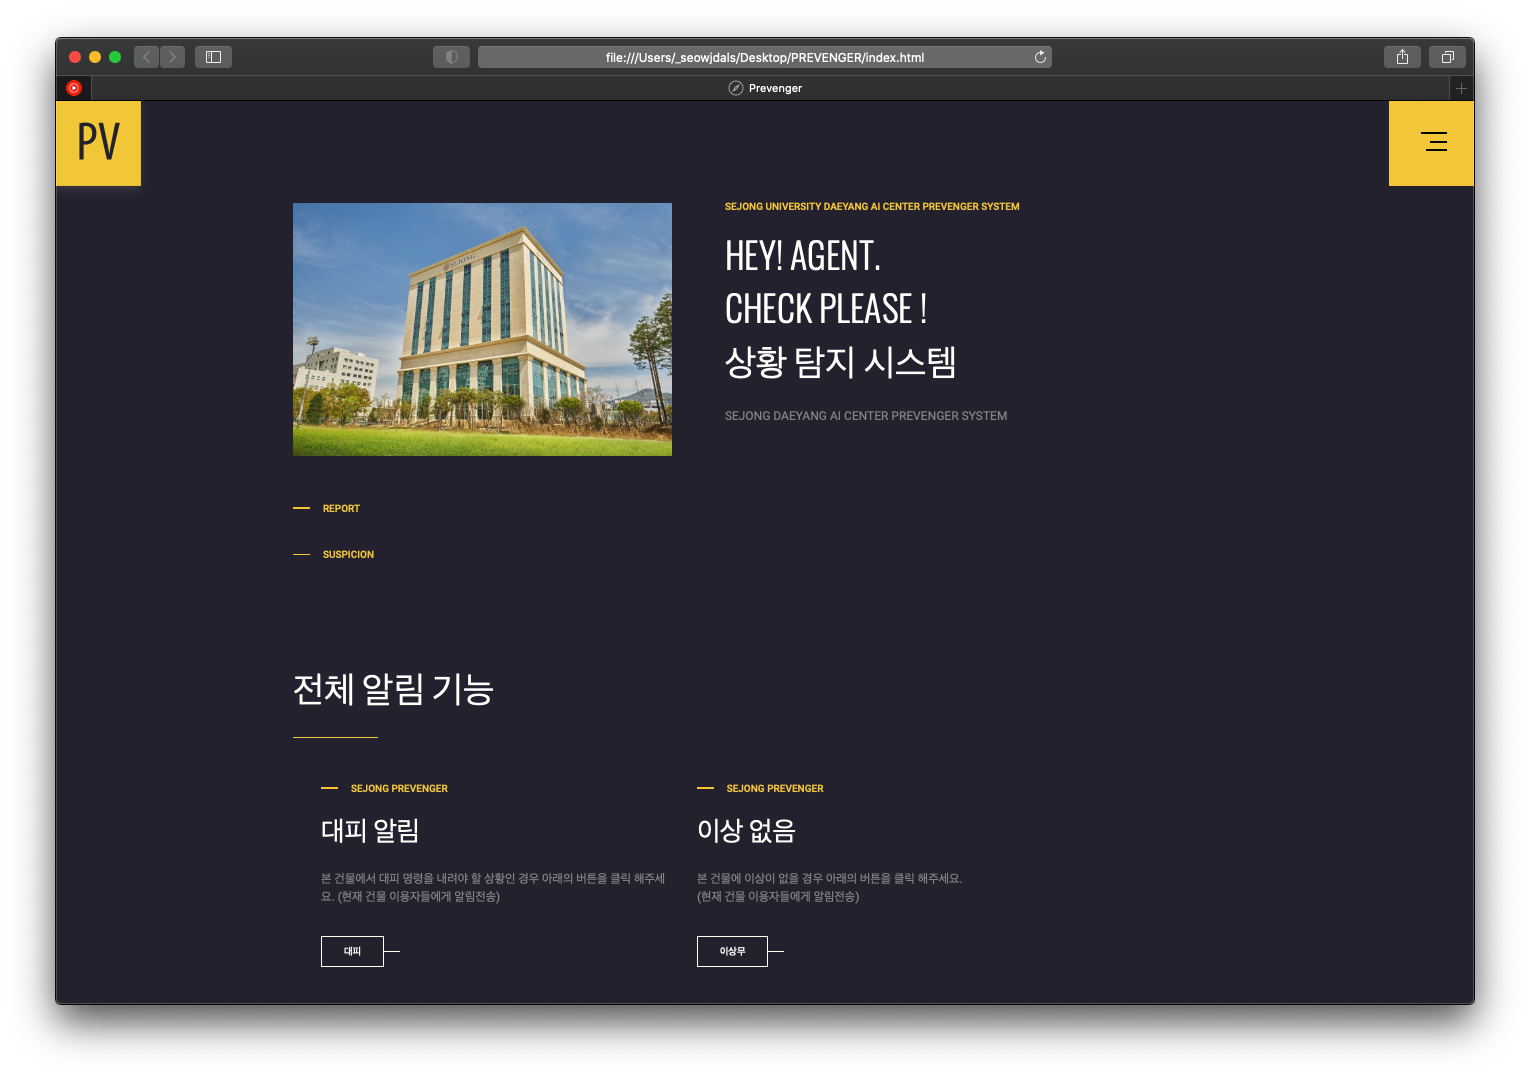 file:///Users/_seowjdals/Desktop/PREVENGER/index.html
Prevenger
PV
SEJONG
SEJONG UNIVERSITY DAEYANG AI CENTER PREVENGER SYSTEM
HEY! AGENT.
CHECK PLEASE !
상황 탐지 시스템
SEJONG DAEYANG AI CENTER PREVENGER SYSTEM
REPORT
SUSPICION
전체 알림 기능
SEJONG PREVENGER
대피 알림
본 건물에서 대피 명령을 내려야 할 상황인 경우 아래의 버튼을 클릭 해주세
요. (현재 건물 이용자들에게 알림전송)
대피
SEJONG PREVENGER
이상 없음
본 건물에 이상이 없을 경우 아래의 버튼을 클릭 해주세요.
(현재 건물 이용자들에게 알림전송)
이상무